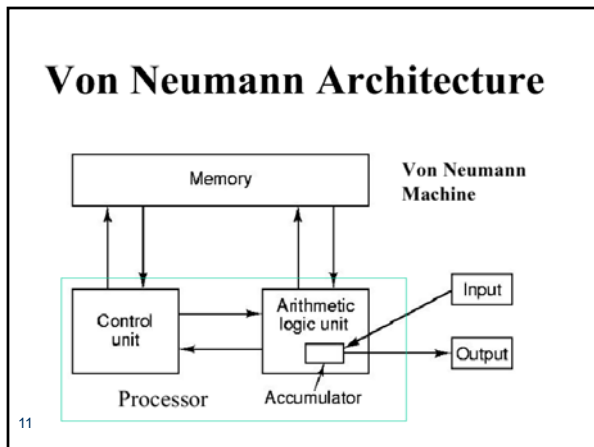 Von Neumann Architecture
Memory
Von Neumann
Machine
Control
unit
Arithmetic
logic unit
Input
Output
Processor
Accumulator
11